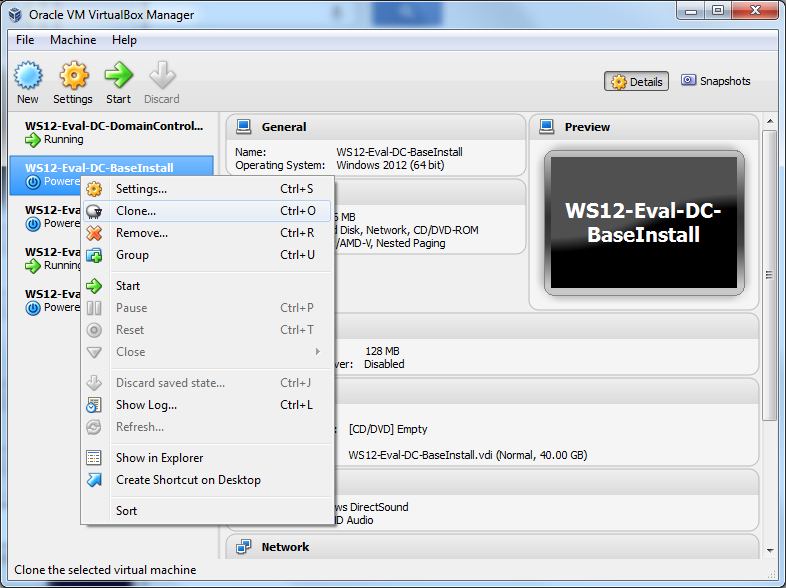 Oracle VM VirtualBox Manager
File Machine Help
New Settings Start Discard
Details Snapshots
WS12-Eval-DC-DomainControl...
Running
WS12-Eval-DC-BaseInstall
Powere
WS12-Eva
Powere
WS12-Eva
Running
WS12-Eva
Powere
Settings... Ctrl+S
Clone... Ctrl+O
Remove... Ctrl+R
Group Ctrl+U
Start
Pause Ctrl+P
Reset Ctrl+T
Close
Discard saved state... Ctrl+J
Show Log... Ctrl+L
Refresh...
Show in Explorer
Create Shortcut on Desktop
Sort
General
Name: WS12-Eval-DC-BaseInstall
Operating System: Windows 2012 (64 bit)
MB
Disk, Network, CD/DVD-ROM
/AMD-V, Nested Paging
128 MB
ver: Disabled
[CD/DVD] Empty
WS12-Eval-DC-BaseInstall.vdi (Normal, 40.00 GB)
ws DirectSound
D Audio
Network
Preview
WS12-Eval-DC-
BaseInstall
Clone the selected virtual machine